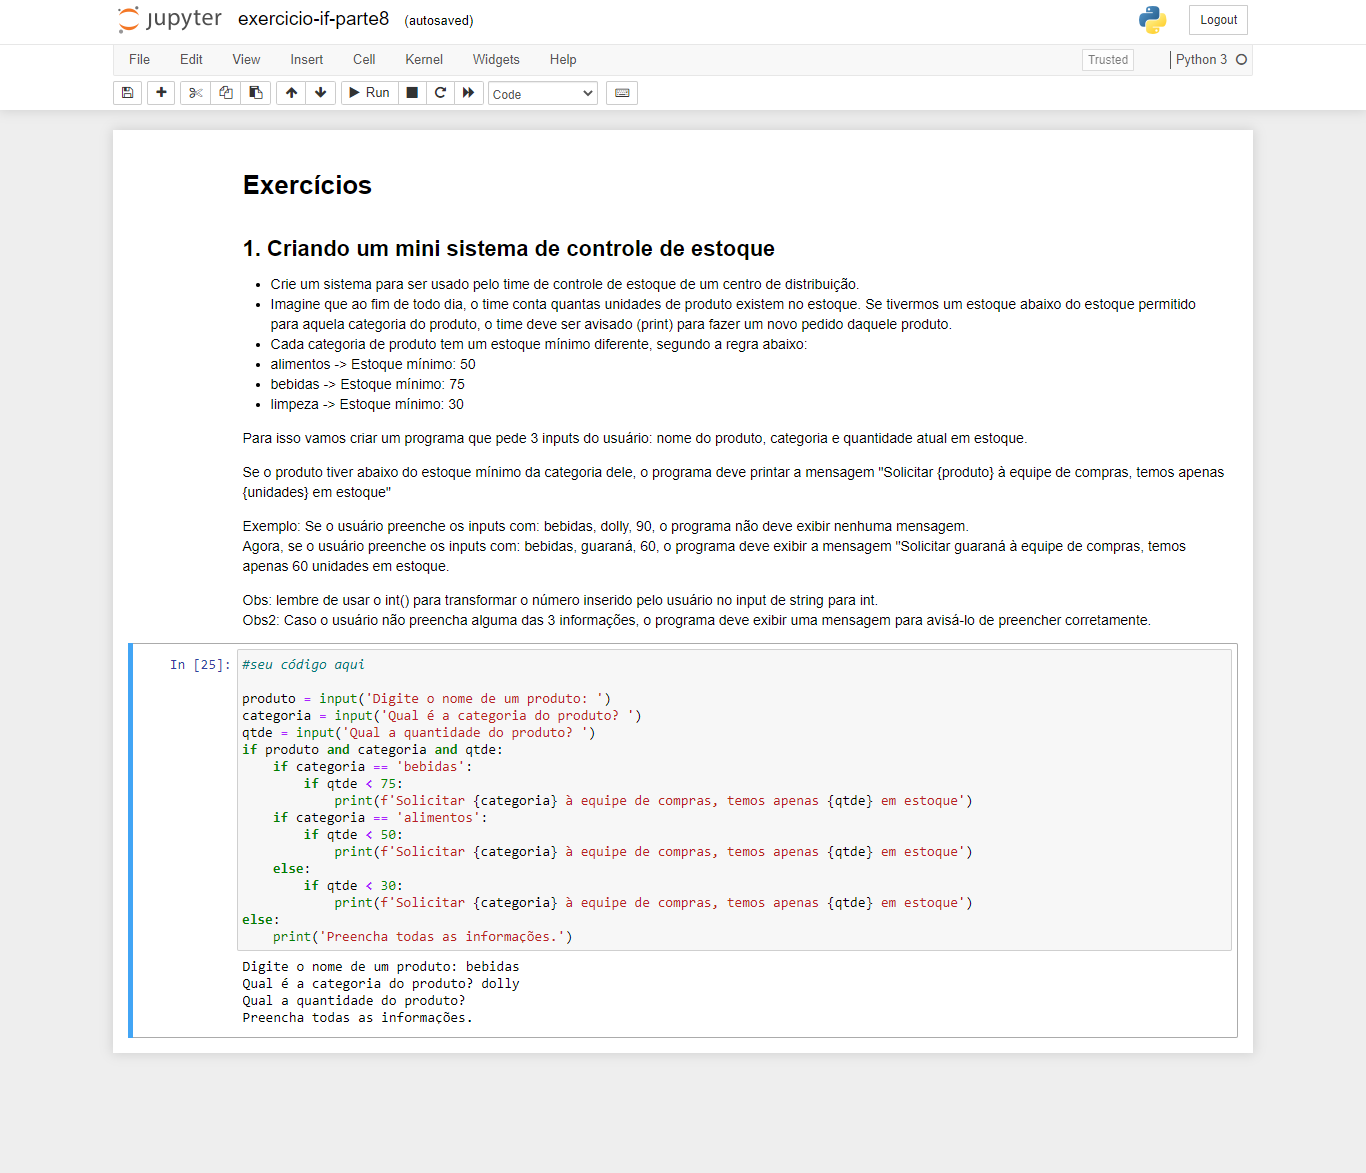 jupyter exercicio-if-parte8 (autosaved) Logout
File Edit View Insert Cell Kernel Widgets Help Trusted Python 3
Run Code
Exercícios
1. Criando um mini sistema de controle de estoque
Crie um sistema para ser usado pelo time de controle de estoque de um centro de distribuição.
Imagine que ao fim de todo dia, o time conta quantas unidades de produto existem no estoque. Se tivermos um estoque abaixo do estoque permitido
para aquela categoria do produto, o time deve ser avisado (print) para fazer um novo pedido daquele produto.
Cada categoria de produto tem um estoque mínimo diferente, segundo a regra abaixo:
alimentos -> Estoque mínimo: 50
bebidas -> Estoque mínimo: 75
limpeza -> Estoque mínimo: 30
Para isso vamos criar um programa que pede 3 inputs do usuário: nome do produto, categoria e quantidade atual em estoque.
Se o produto tiver abaixo do estoque mínimo da categoria dele, o programa deve printar a mensagem "Solicitar {produto} à equipe de compras, temos apenas
{unidades} em estoque"
Exemplo: Se o usuário preenche os inputs com: bebidas, dolly, 90, o programa não deve exibir nenhuma mensagem.
Agora, se o usuário preenche os inputs com: bebidas, guaraná, 60, o programa deve exibir a mensagem "Solicitar guaraná à equipe de compras, temos
apenas 60 unidades em estoque.
Obs: lembre de usar o int() para transformar o número inserido pelo usuário no input de string para int.
Obs2: Caso o usuário não preencha alguma das 3 informações, o programa deve exibir uma mensagem para avisá-lo de preencher corretamente.
In [25]: #seu código aqui
produto = input('Digite o nome de um produto: ')
categoria = input('Qual é a categoria do produto? ')
qtde = input('Qual a quantidade do produto? ')
if produto and categoria and qtde:
    if categoria == 'bebidas':
        if qtde < 75:
            print(f'Solicitar {categoria} à equipe de compras, temos apenas {qtde} em estoque')
    if categoria == 'alimentos':
        if qtde < 50:
            print(f'Solicitar {categoria} à equipe de compras, temos apenas {qtde} em estoque')
    else:
        if qtde < 30:
            print(f'Solicitar {categoria} à equipe de compras, temos apenas {qtde} em estoque')
else:
    print('Preencha todas as informações.')
Digite o nome de um produto: bebidas
Qual é a categoria do produto? dolly
Qual a quantidade do produto?
Preencha todas as informações.